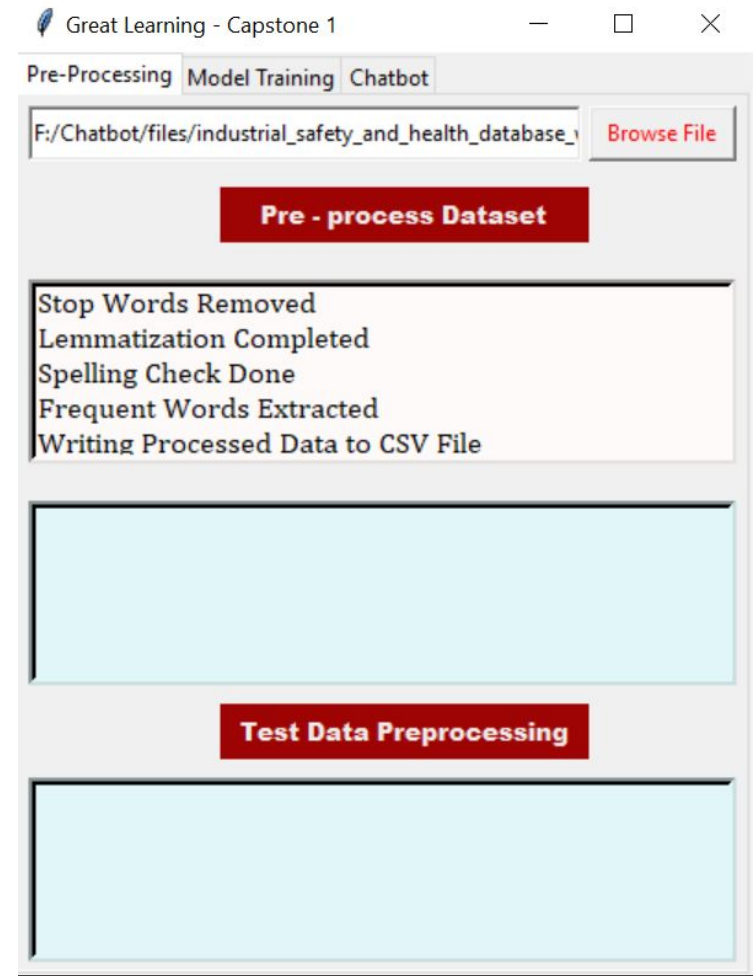 Great Learning - Capstone 1
Pre-Processing Model Training Chatbot
F:/Chatbot/files/industrial_safety_and_health_database_ Browse File
Pre - process Dataset
Stop Words Removed
Lemmatization Completed
Spelling Check Done
Frequent Words Extracted
Writing Processed Data to CSV File
Test Data Preprocessing